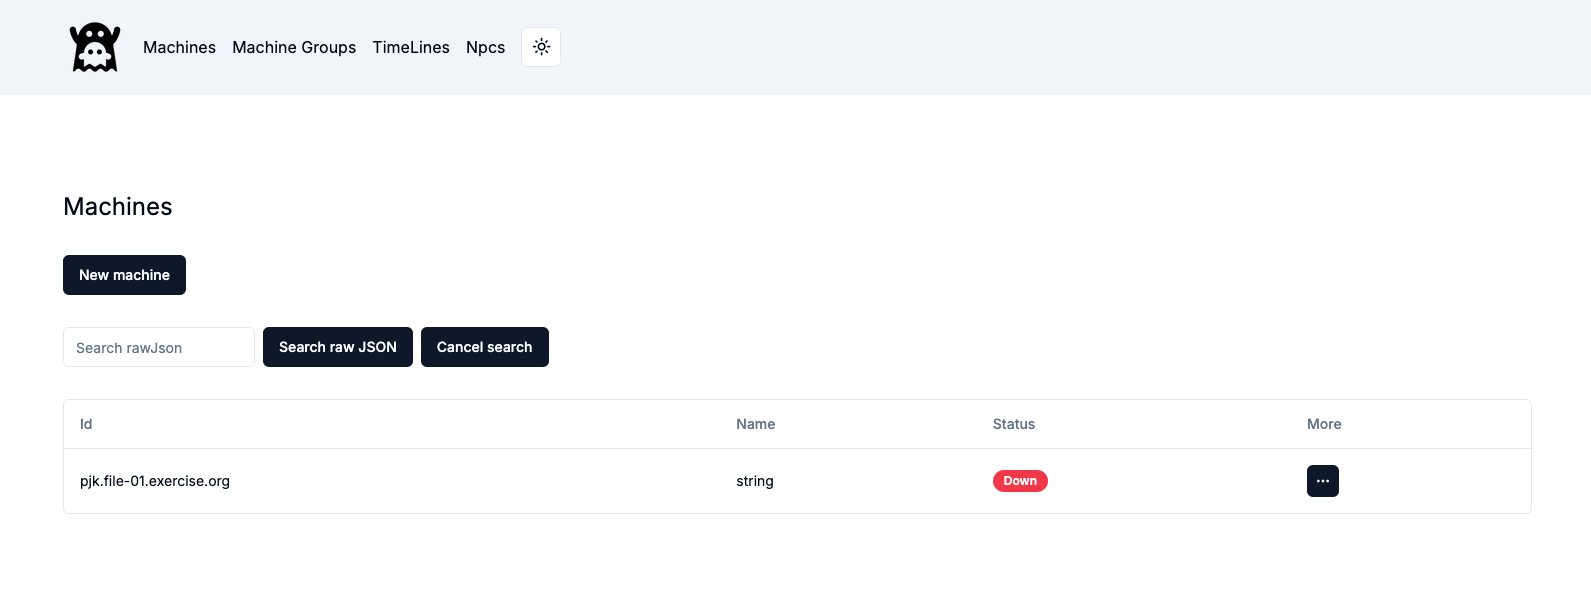 Machines Machine Groups TimeLines Npcs
Machines
New machine
Search rawJson Search raw JSON Cancel search
Id Name Status More
pjk.file-01.exercise.org string Down